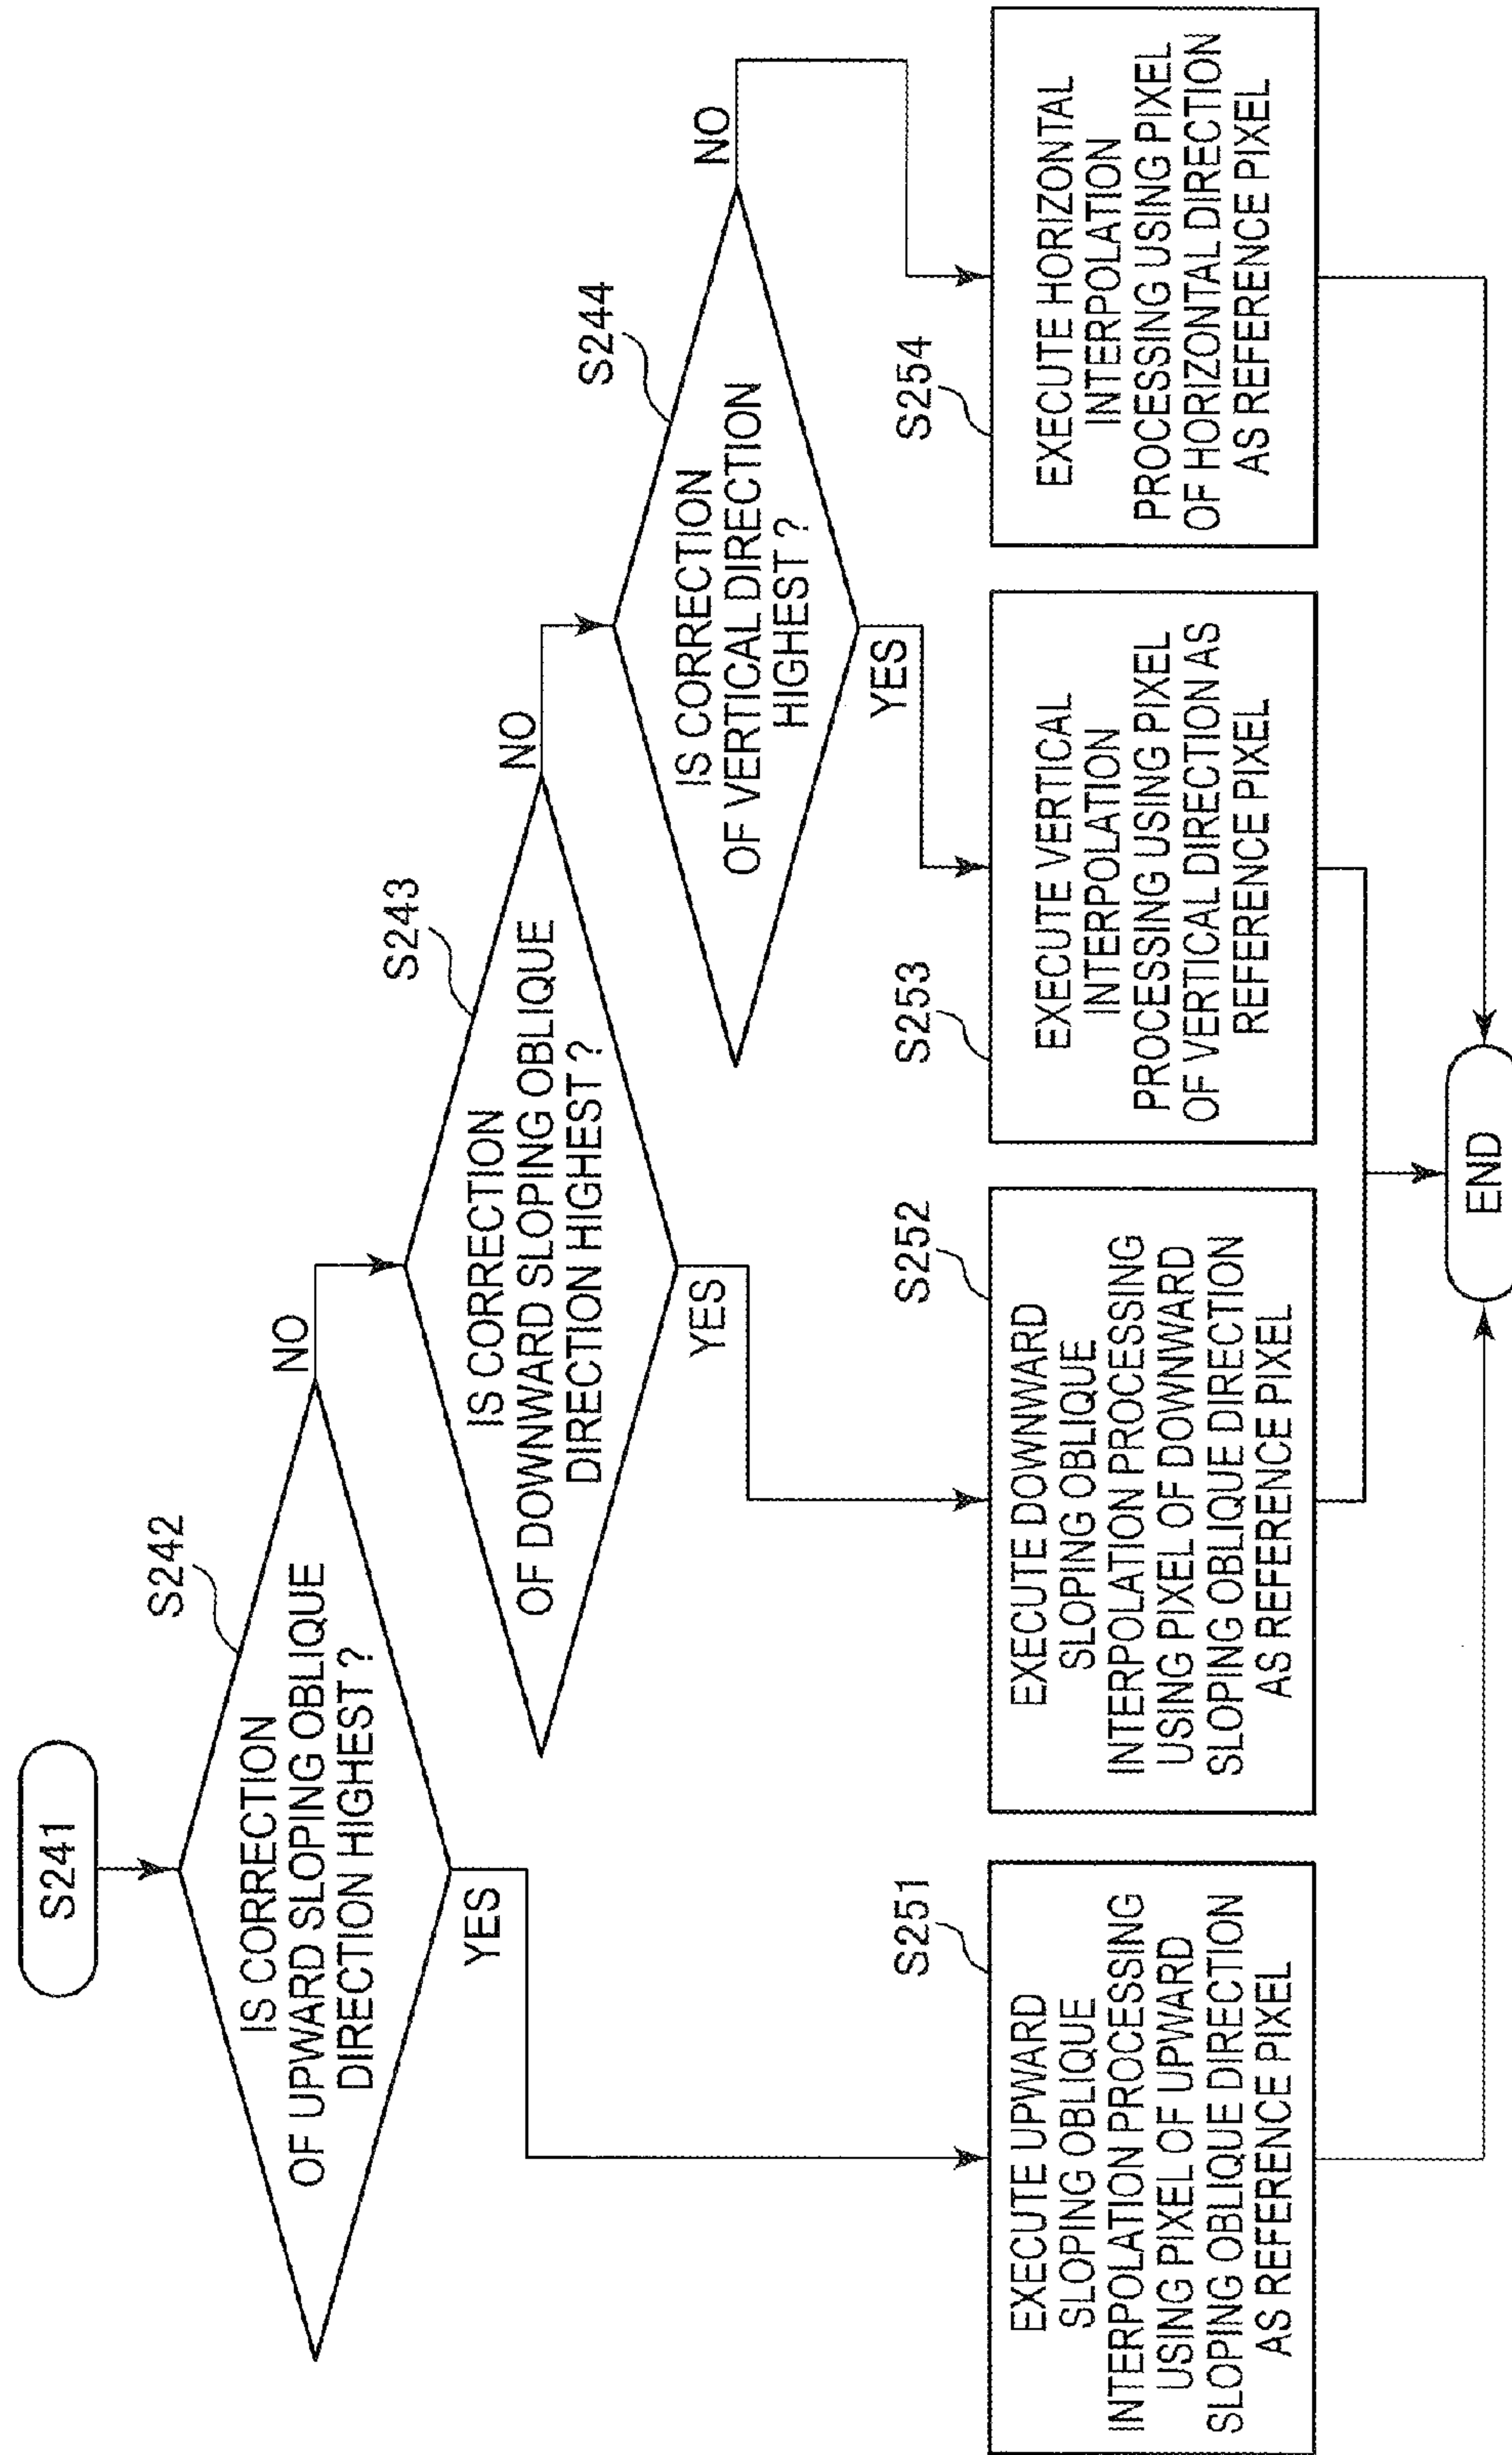 S241
S242
IS CORRECTION
OF UPWARD SLOPING OBLIQUE
DIRECTION HIGHEST ?
NO
YES
S243
IS CORRECTION
OF DOWNWARD SLOPING OBLIQUE
DIRECTION HIGHEST ?
NO
YES
S244
IS CORRECTION
OF VERTICAL DIRECTION
HIGHEST ?
NO
YES
S251
EXECUTE UPWARD
SLOPING OBLIQUE
INTERPOLATION PROCESSING
USING PIXEL OF UPWARD
SLOPING OBLIQUE DIRECTION
AS REFERENCE PIXEL
S252
EXECUTE DOWNWARD
SLOPING OBLIQUE
INTERPOLATION PROCESSING
USING PIXEL OF DOWNWARD
SLOPING OBLIQUE DIRECTION
AS REFERENCE PIXEL
S253
EXECUTE VERTICAL
INTERPOLATION
PROCESSING USING PIXEL
OF VERTICAL DIRECTION AS
REFERENCE PIXEL
S254
EXECUTE HORIZONTAL
INTERPOLATION
PROCESSING USING PIXEL
OF HORIZONTAL DIRECTION
AS REFERENCE PIXEL
END